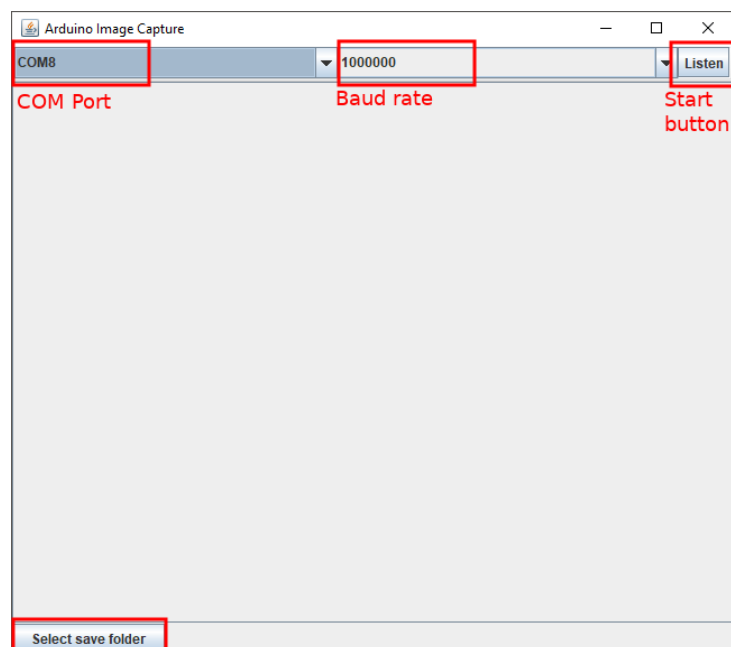 Arduino Image Capture
COM8 1000000 Listen
COM Port Baud rate Start
button
Select save folder